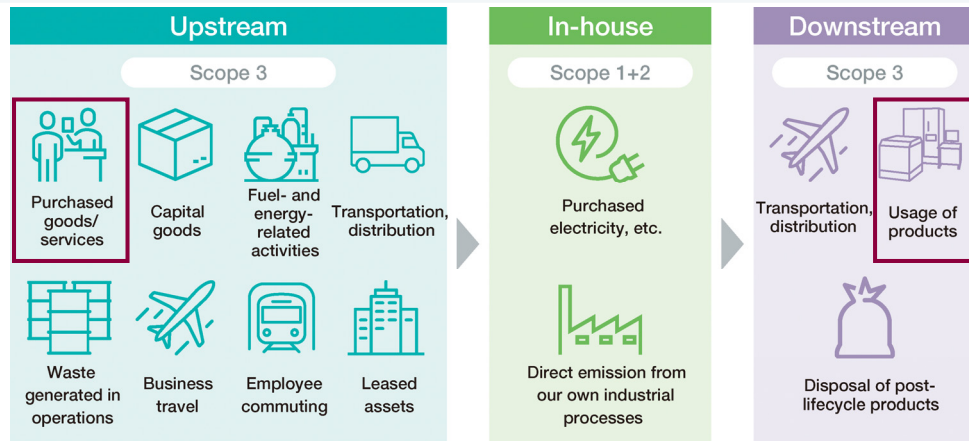 Upstream
Scope 3
Purchased
goods/
services
Capital
goods
Fuel- and
energy-
related
activities
Transportation,
distribution
Waste
generated in
operations
Business
travel
Employee
commuting
Leased
assets
In-house
Scope 1+2
Purchased
electricity, etc.
Direct emission from
our own industrial
processes
Downstream
Scope 3
Transportation,
distribution
Usage of
products
Disposal of post-
lifecycle products